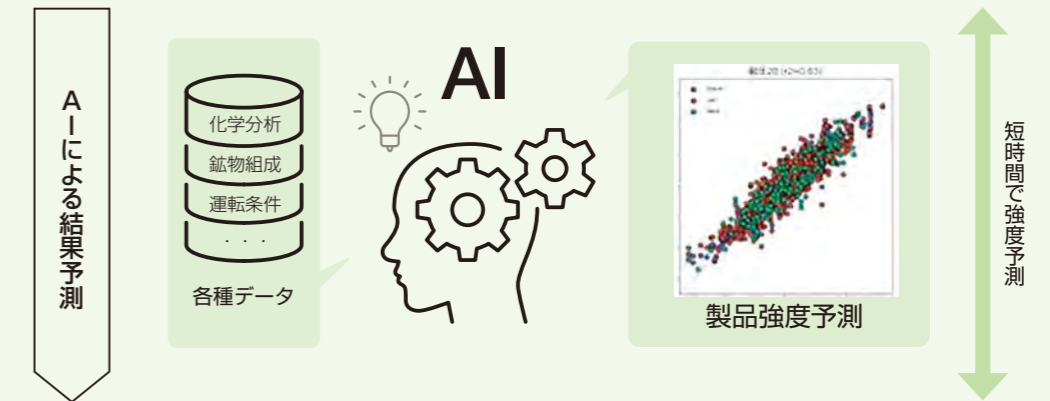 AIによる結果予測
化学分析
鉱物組成
運転条件
・・・
各種データ
AI
製品強度予測
短時間で強度予測